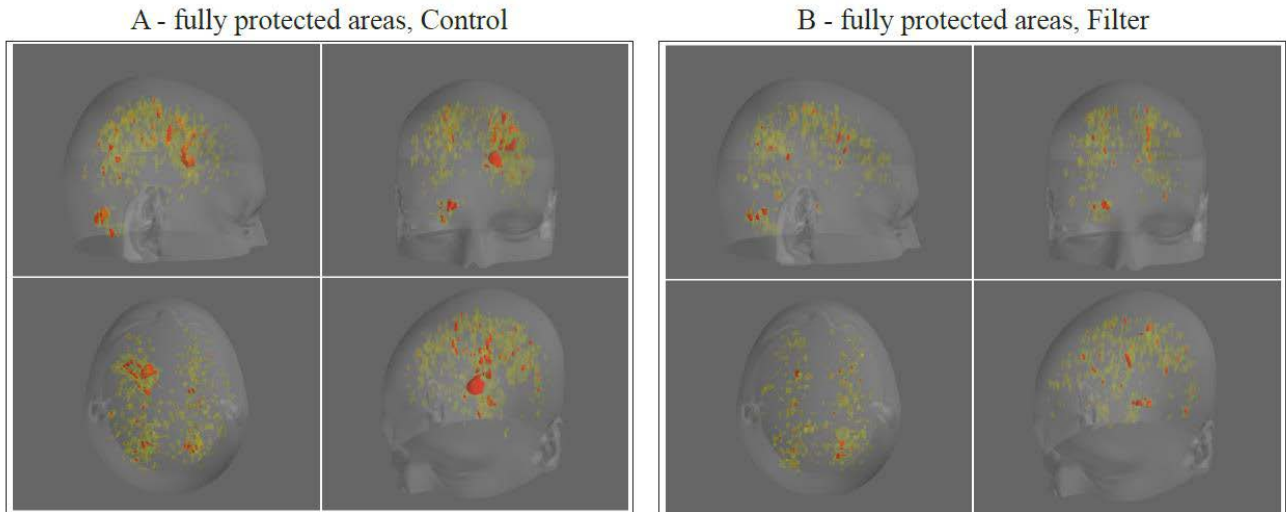 A - fully protected areas, Control
B - fully protected areas, Filter